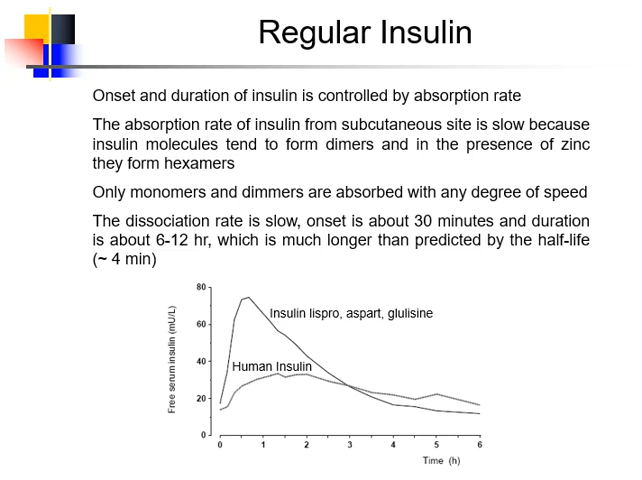 Regular Insulin
Onset and duration of insulin is controlled by absorption rate
The absorption rate of insulin from subcutaneous site is slow because
insulin molecules tend to form dimers and in the presence of zinc
they form hexamers
Only monomers and dimmers are absorbed with any degree of speed
The dissociation rate is slow, onset is about 30 minutes and duration
is about 6-12 hr, which is much longer than predicted by the half-life
(~ 4 min)
Free serum insulin (mU/L)
80
60
40
20
0
Insulin lispro, aspart, glulisine
Human Insulin
0 1 2 3 4 5 6
Time (h)